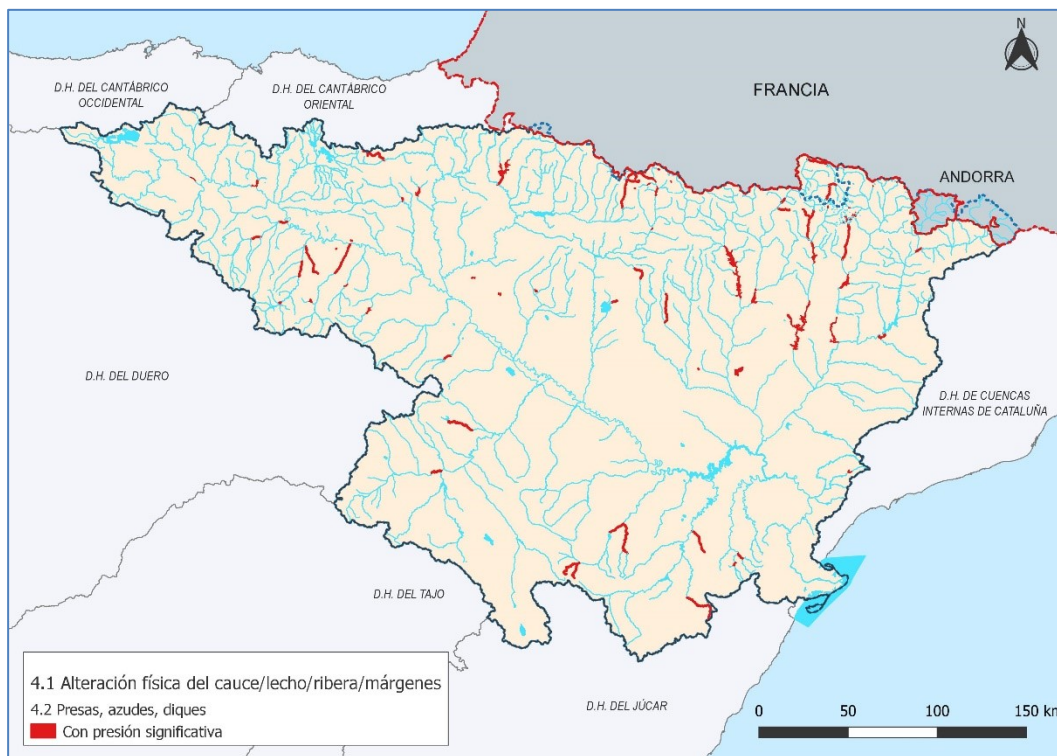 N
D.H. DEL CANTÁBRICO
OCCIDENTAL
D.H. DEL CANTÁBRICO
ORIENTAL
FRANCIA
ANDORRA
D.H. DEL DUERO
D.H. DE CUENCAS
INTERNAS DE CATALUÑA
D.H. DEL TAJO
D.H. DEL JÚCAR
4.1 Alteración física del cauce/lecho/ribera/márgenes
4.2 Presas, azudes, diques
Con presión significativa
0 50 100 150 km